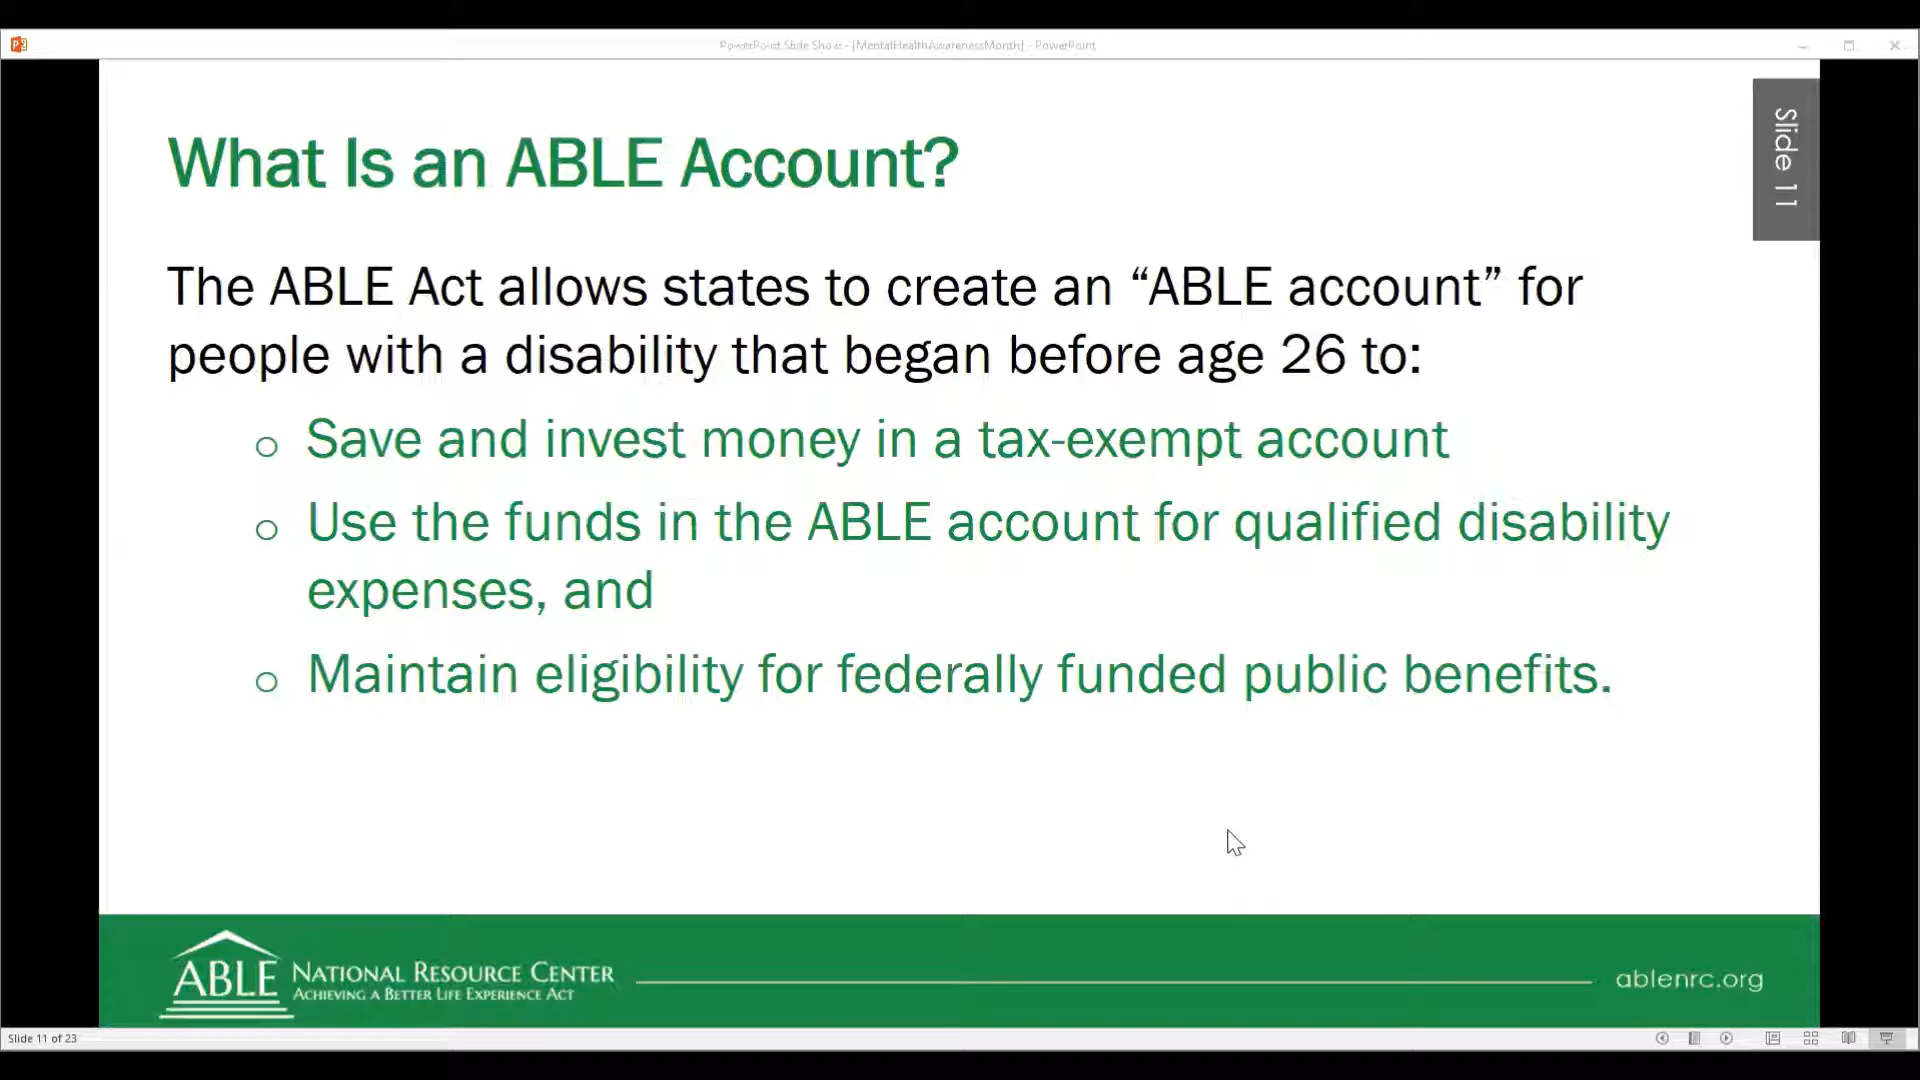 PowerPoint Slide Show - [MentalHealthAwarenessMonth] - PowerPoint
Slide 11
What Is an ABLE Account?
The ABLE Act allows states to create an “ABLE account” for
people with a disability that began before age 26 to:
o Save and invest money in a tax-exempt account
o Use the funds in the ABLE account for qualified disability
expenses, and
o Maintain eligibility for federally funded public benefits.
ABLE NATIONAL RESOURCE CENTER
ACHIEVING A BETTER LIFE EXPERIENCE ACT
ablenrc.org
Slide 11 of 23